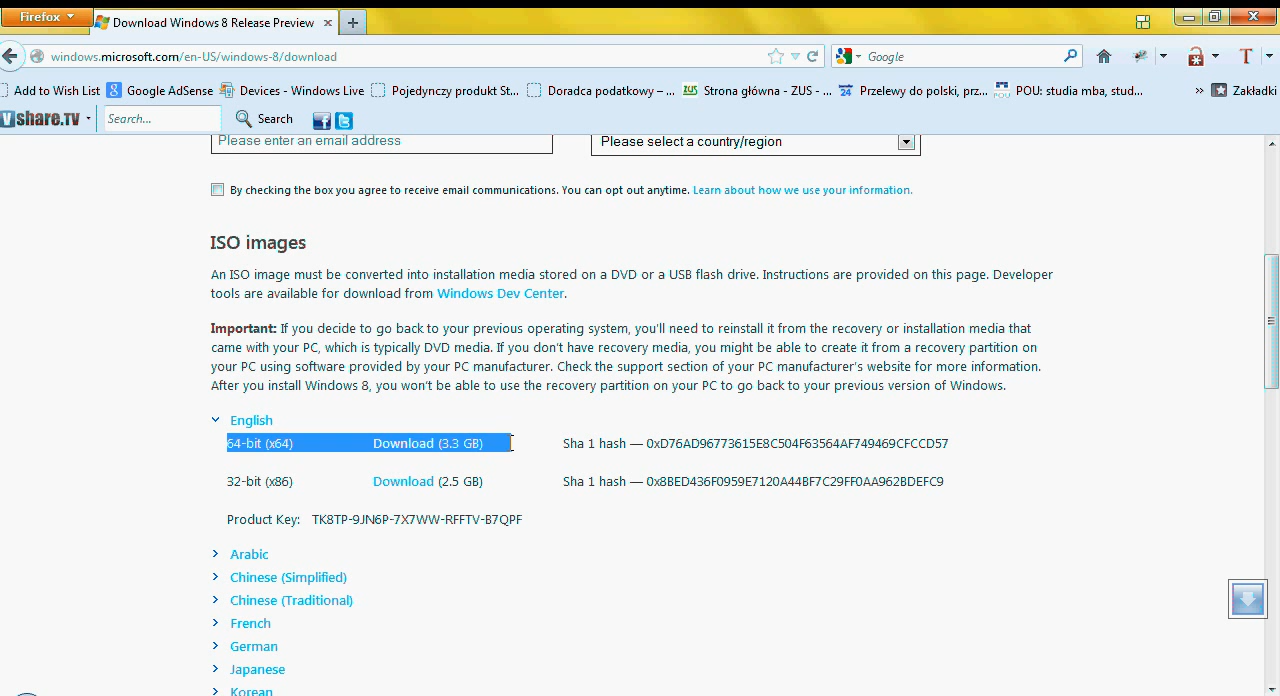 Firefox
Download Windows 8 Release Preview
windows.microsoft.com/en-US/windows-8/download
Google
Add to Wish List Google AdSense Devices - Windows Live Pojedynczy produkt St... Doradca podatkowy – ... Strona główna - ZUS - ... Przelewy do polski, prz... POU: studia mba, stud... » Zakładki
vshare.TV Search... Search
Please enter an email address Please select a country/region
By checking the box you agree to receive email communications. You can opt out anytime. Learn about how we use your information.
ISO images
An ISO image must be converted into installation media stored on a DVD or a USB flash drive. Instructions are provided on this page. Developer
tools are available for download from Windows Dev Center.
Important: If you decide to go back to your previous operating system, you'll need to reinstall it from the recovery or installation media that
came with your PC, which is typically DVD media. If you don't have recovery media, you might be able to create it from a recovery partition on
your PC using software provided by your PC manufacturer. Check the support section of your PC manufacturer's website for more information.
After you install Windows 8, you won't be able to use the recovery partition on your PC to go back to your previous version of Windows.
English
64-bit (x64) Download (3.3 GB) Sha 1 hash — 0xD76AD96773615E8C504F63564AF749469CFCCD57
32-bit (x86) Download (2.5 GB) Sha 1 hash — 0x8BED436F0959E7120A44BF7C29FF0AA962BDEFC9
Product Key: TK8TP-9JN6P-7X7WW-RFFTV-B7QPF
Arabic
Chinese (Simplified)
Chinese (Traditional)
French
German
Japanese
Korean